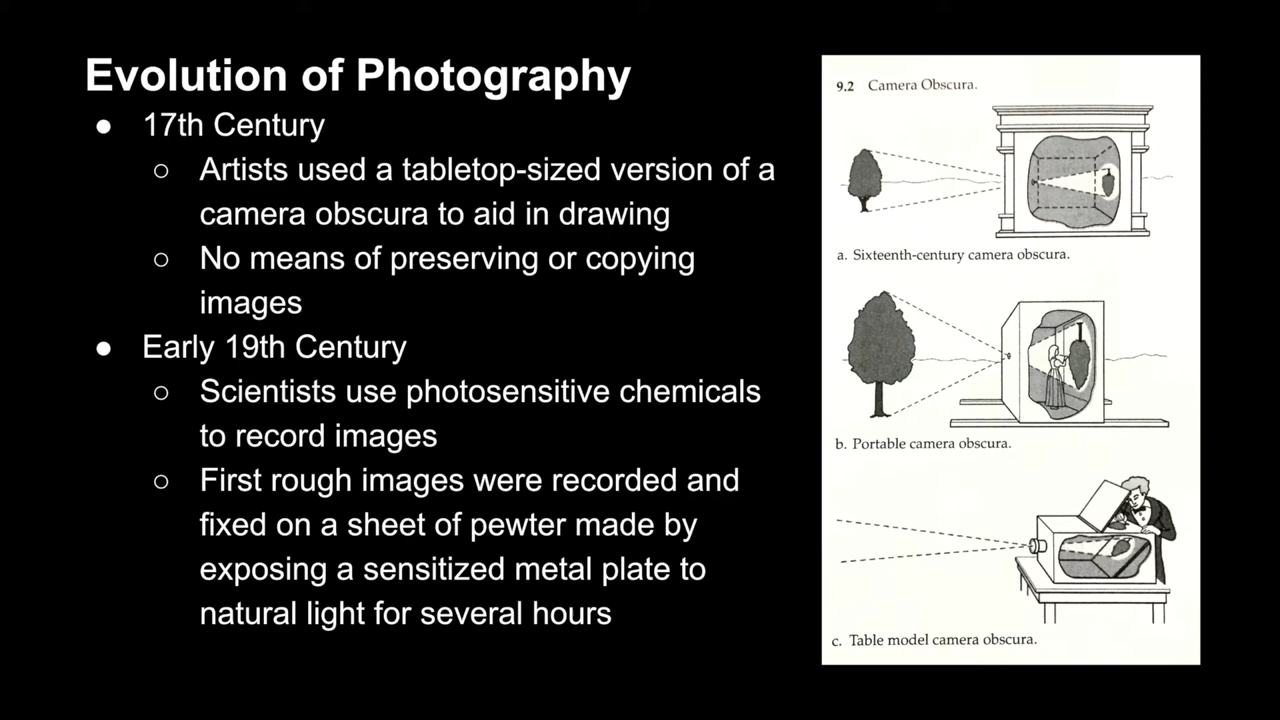 Evolution of Photography
● 17th Century
○ Artists used a tabletop-sized version of a
camera obscura to aid in drawing
○ No means of preserving or copying
images
● Early 19th Century
○ Scientists use photosensitive chemicals
to record images
○ First rough images were recorded and
fixed on a sheet of pewter made by
exposing a sensitized metal plate to
natural light for several hours
9.2 Camera Obscura.
a. Sixteenth-century camera obscura.
b. Portable camera obscura.
c. Table model camera obscura.